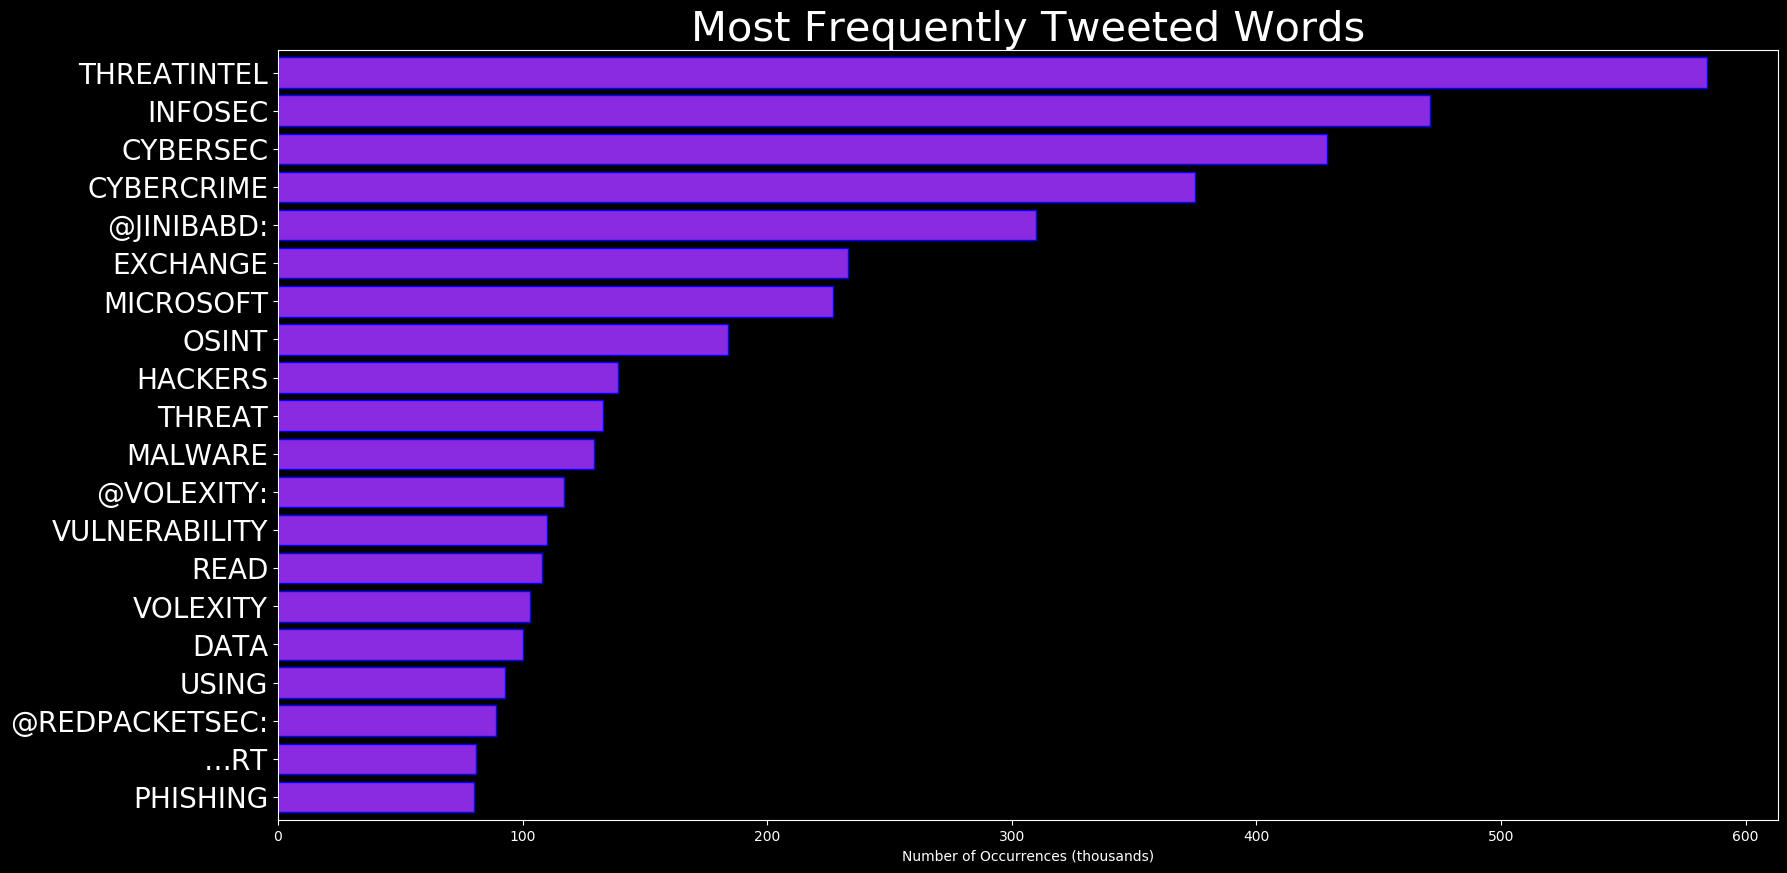 Most Frequently Tweeted Words
THREATINTEL
INFOSEC
CYBERSEC
CYBERCRIME
@JINIBABD:
EXCHANGE
MICROSOFT
OSINT
HACKERS
THREAT
MALWARE
@VOLEXITY:
VULNERABILITY
READ
VOLEXITY
DATA
USING
@REDPACKETSEC:
…RT
PHISHING
0 100 200 300 400 500 600
Number of Occurrences (thousands)